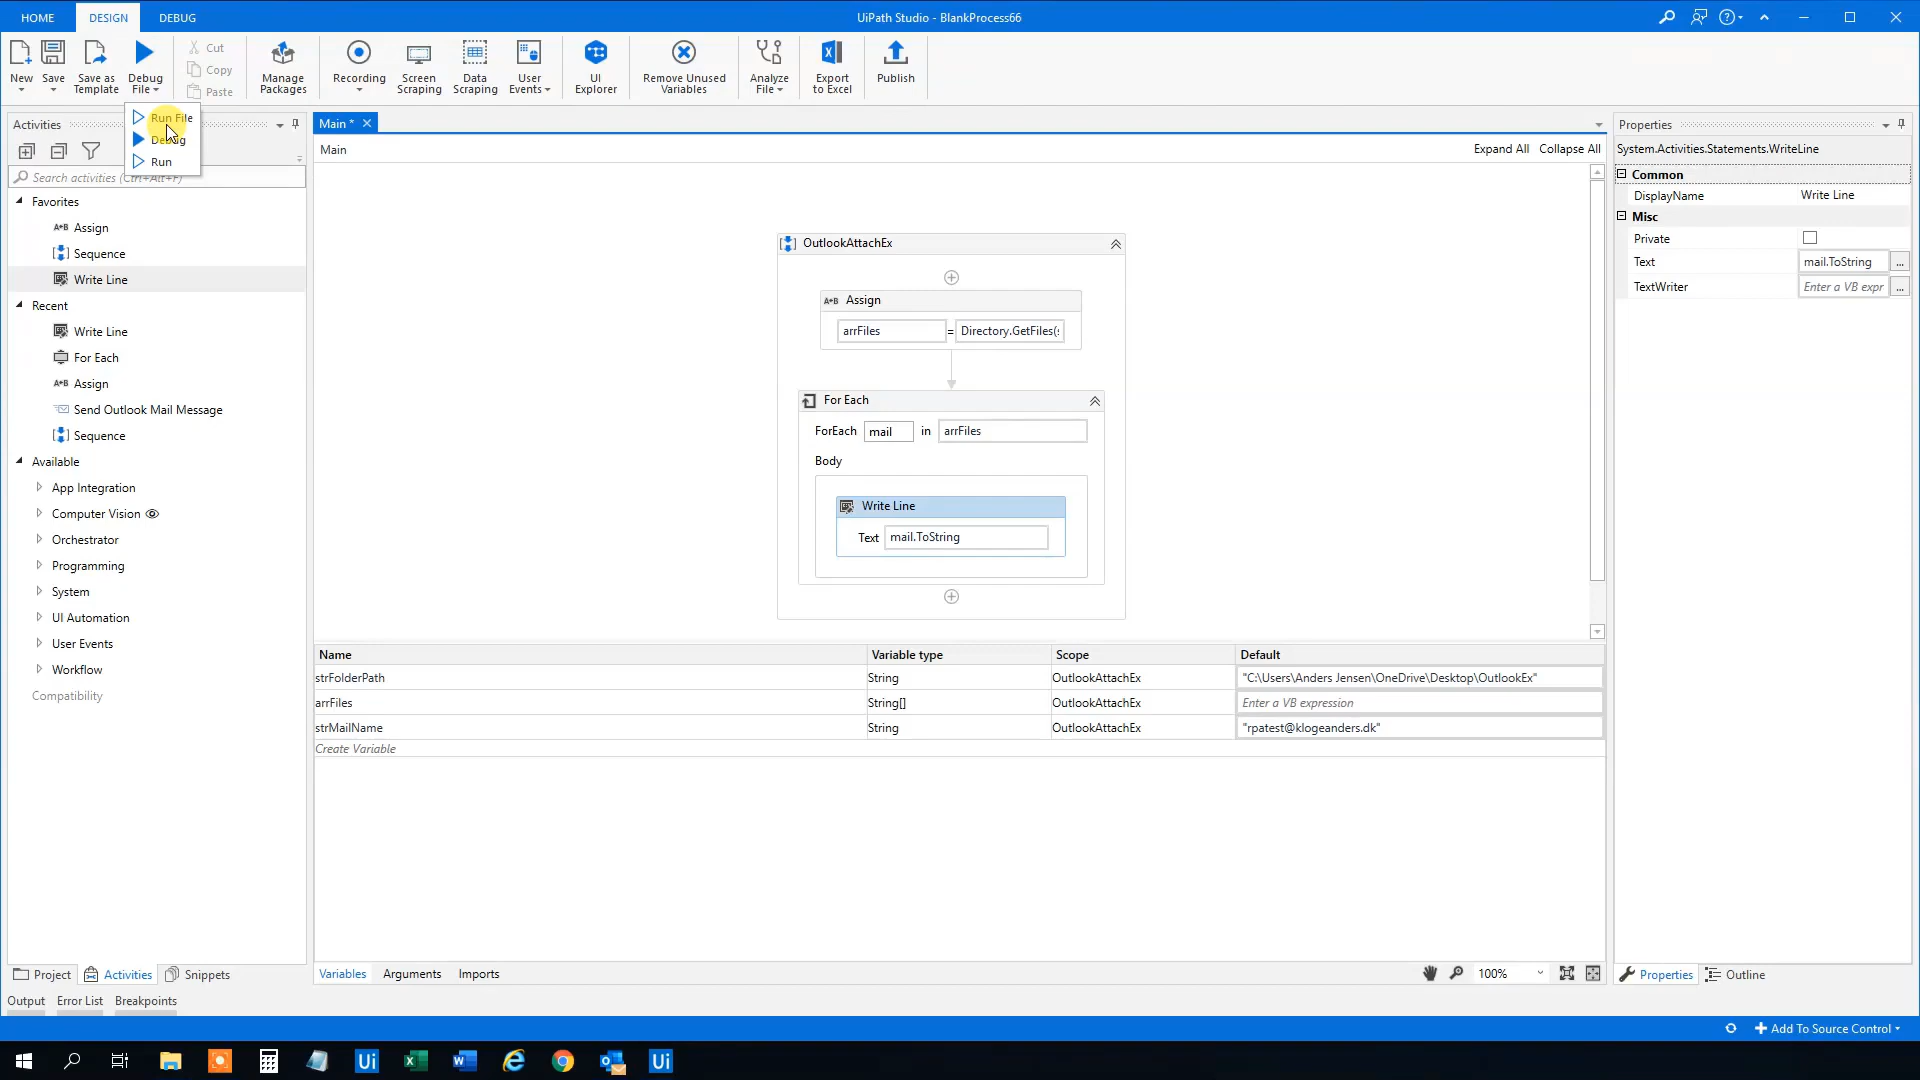 HOME DESIGN DEBUG UiPath Studio - BlankProcess66
New Save Save as Template Debug File Cut Copy Paste Manage Packages Recording Screen Scraping Data Scraping User Events UI Explorer Remove Unused Variables Analyze File Export to Excel Publish
Run File
Debug
Run
Activities
Search activities (Ctrl+Alt+F)
Favorites
Assign
Sequence
Write Line
Recent
Write Line
For Each
Assign
Send Outlook Mail Message
Sequence
Available
App Integration
Computer Vision
Orchestrator
Programming
System
UI Automation
User Events
Workflow
Compatibility
Project Activities Snippets
Main *
Main Expand All Collapse All
OutlookAttachEx
A+B Assign
arrFiles = Directory.GetFiles(
For Each
ForEach mail in arrFiles
Body
Write Line
Text mail.ToString
Name Variable type Scope Default
strFolderPath String OutlookAttachEx "C:\Users\Anders Jensen\OneDrive\Desktop\OutlookEx"
arrFiles String[] OutlookAttachEx Enter a VB expression
strMailName String OutlookAttachEx "rpatest@klogeanders.dk"
Create Variable
Variables Arguments Imports 100%
Properties
System.Activities.Statements.WriteLine
Common
DisplayName Write Line
Misc
Private
Text mail.ToString ...
TextWriter Enter a VB expr ...
Properties Outline
Output Error List Breakpoints
Add To Source Control